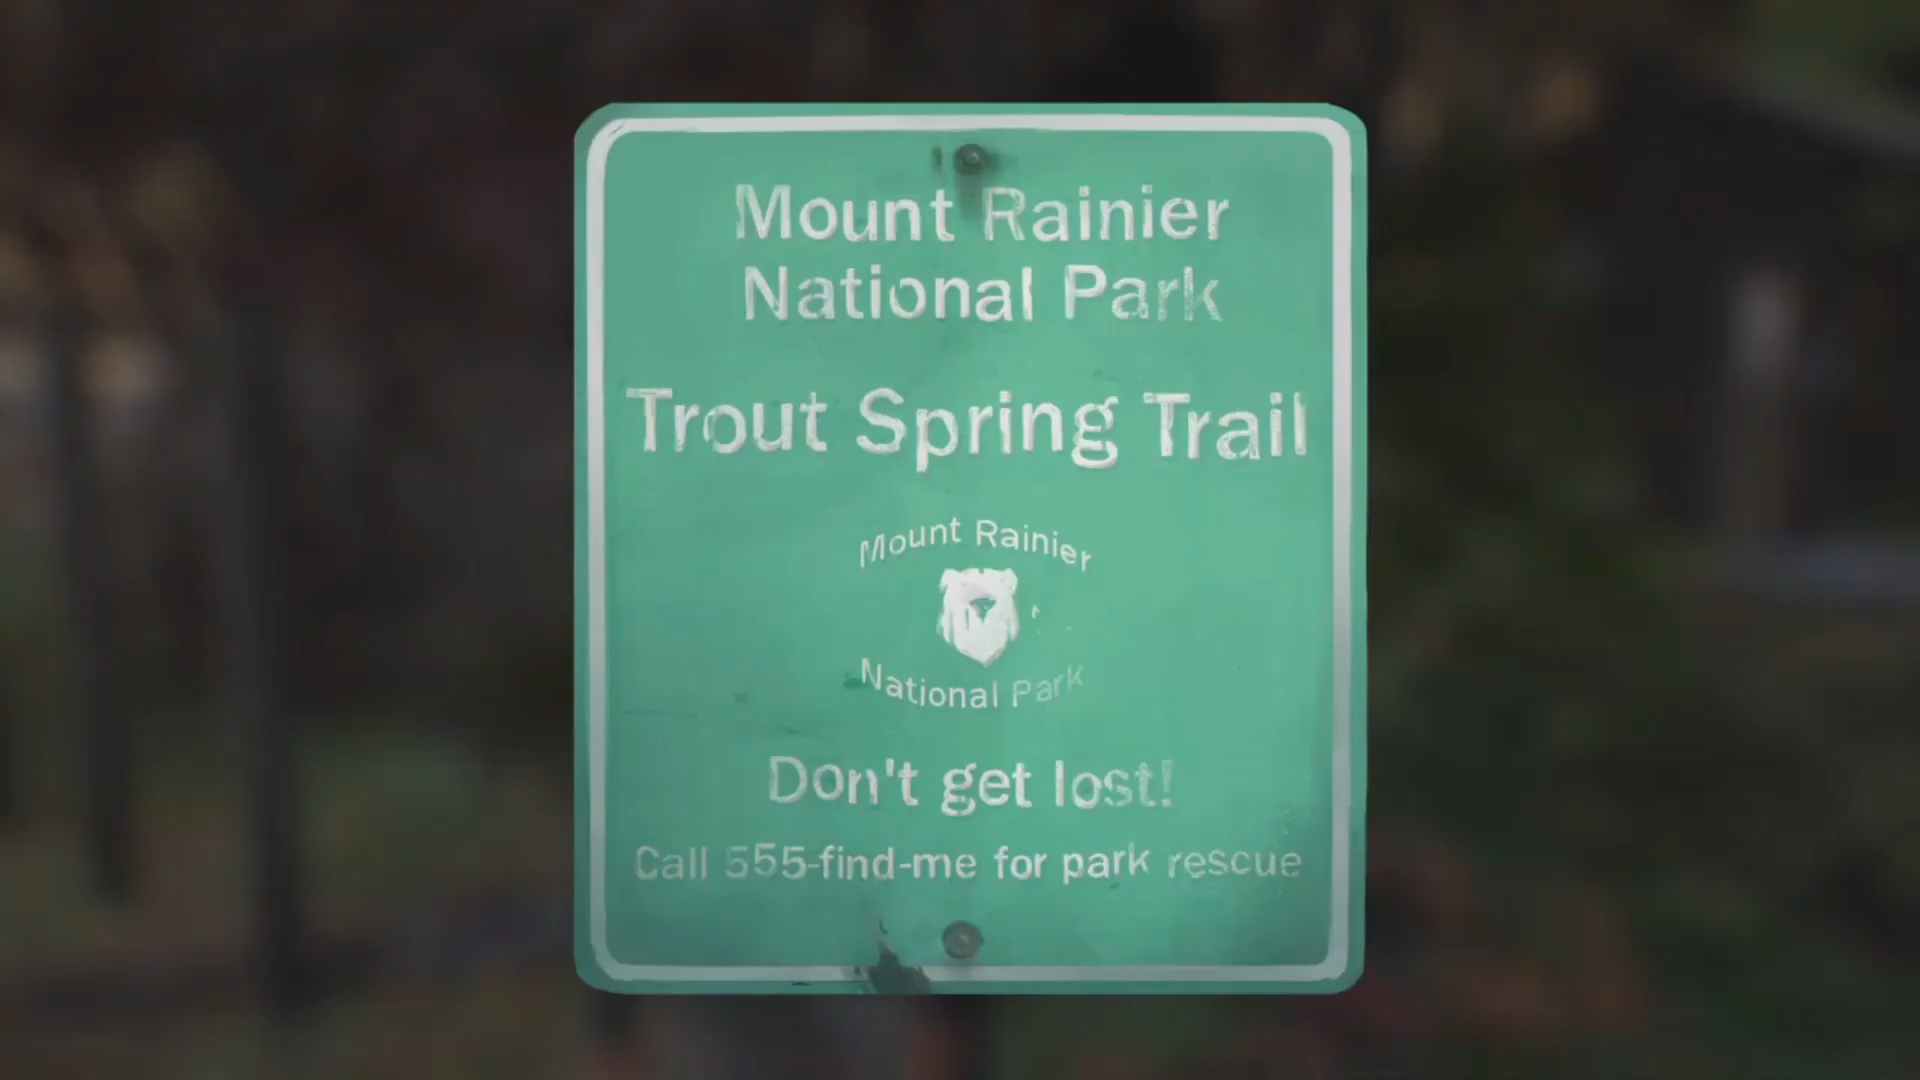 Mount Rainier
National Park
Trout Spring Trail
Mount Rainier
National Park
Don't get lost!
Call 555-find-me for park rescue